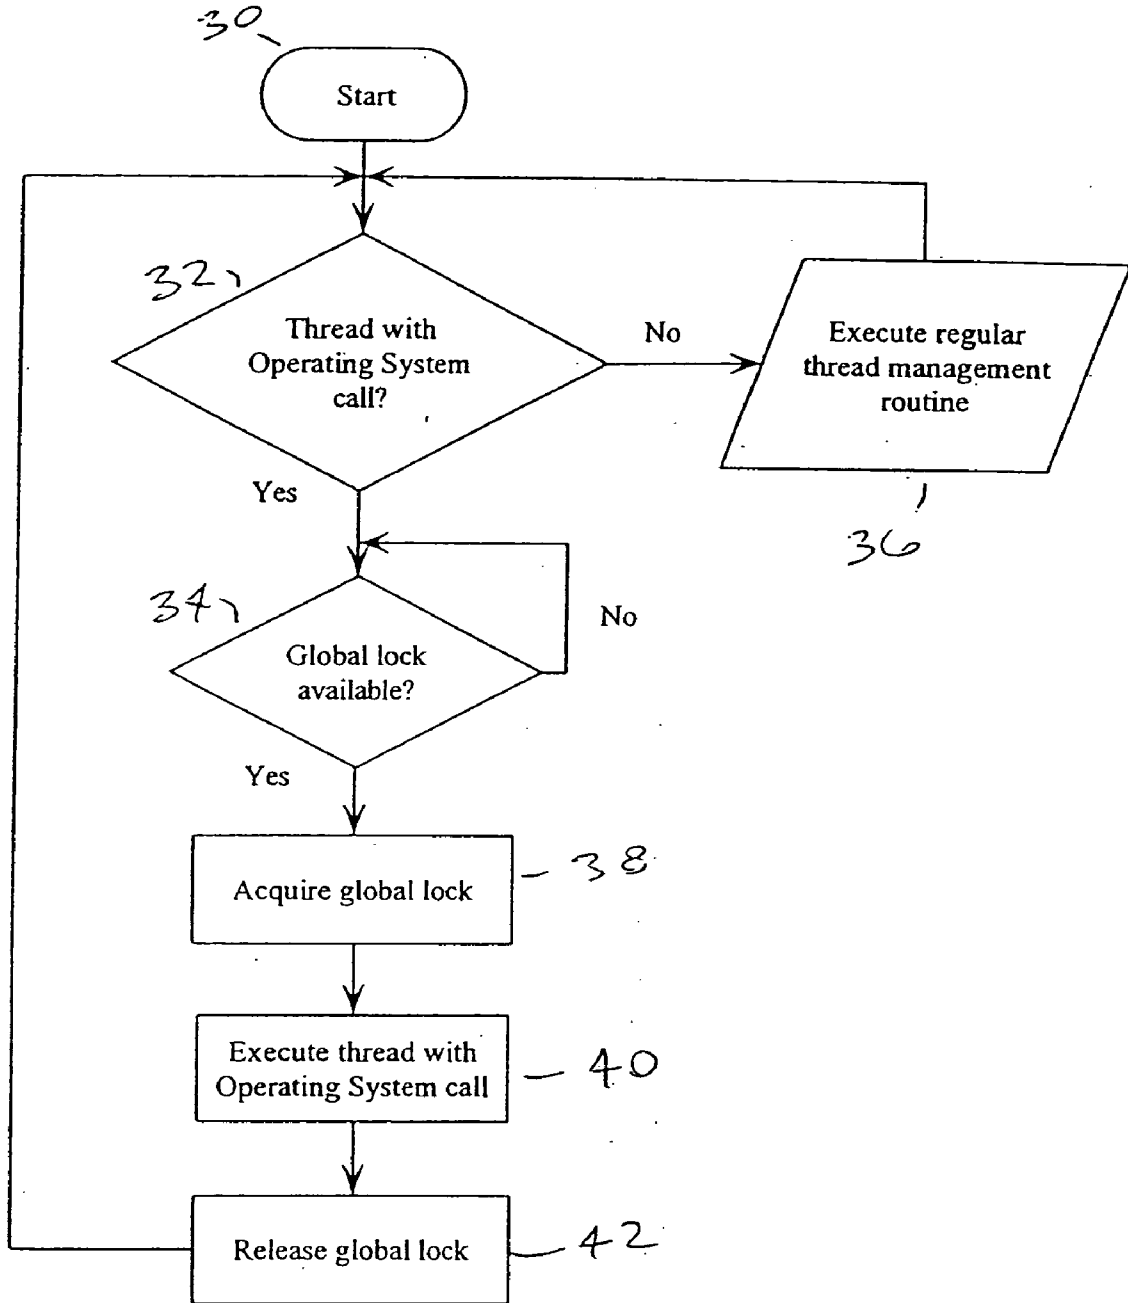 30
Start
32
Thread with
Operating System
call?
No
Execute regular
thread management
routine
36
Yes
34
Global lock
available?
No
Yes
Acquire global lock
38
Execute thread with
Operating System call
40
Release global lock
42